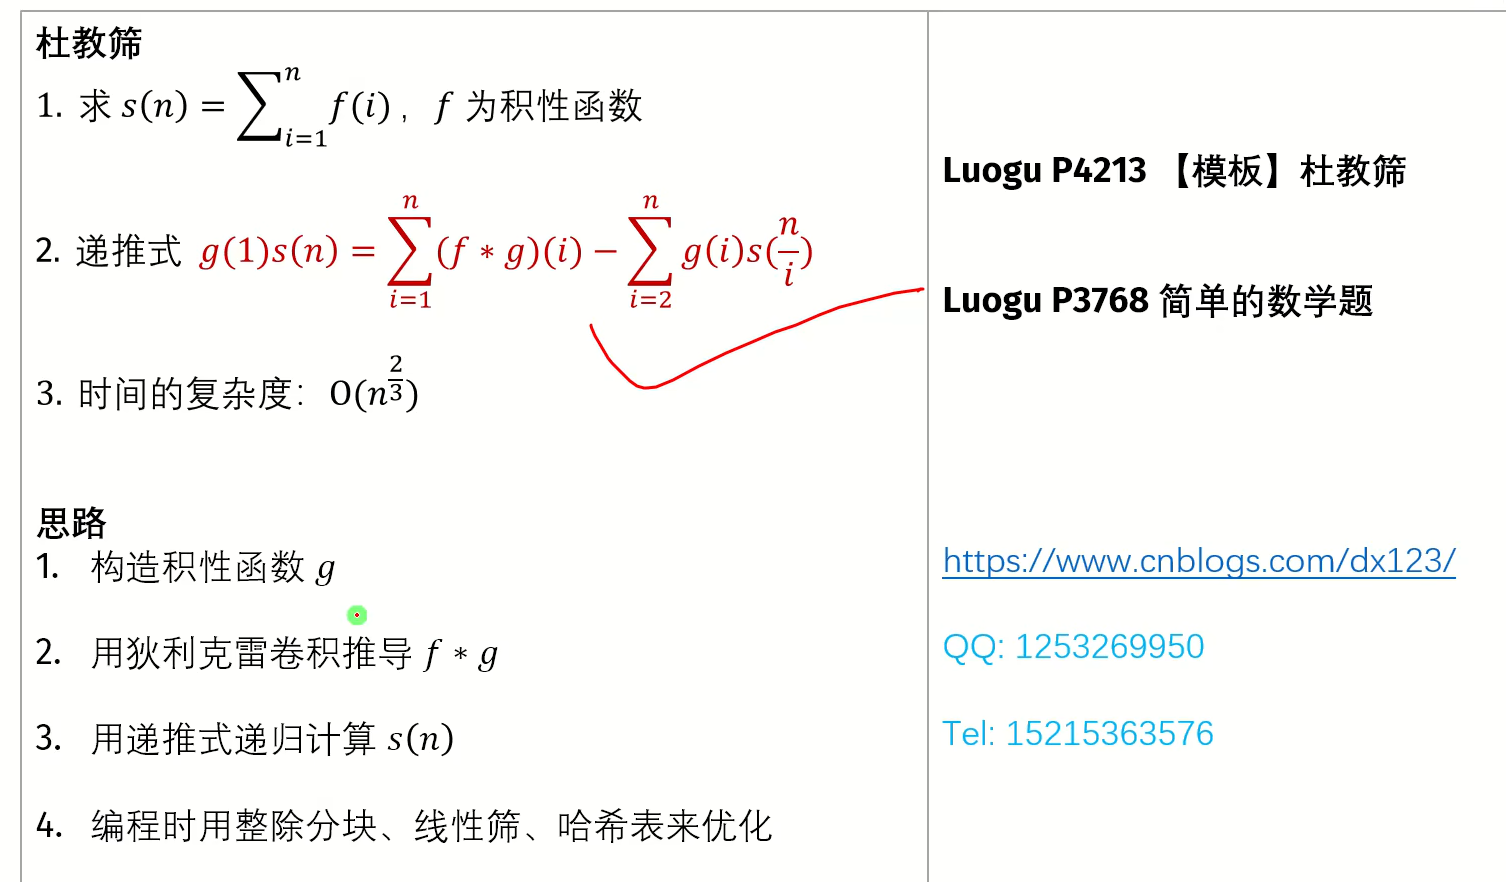 杜教筛
1. 求 s(n) = ∑_{i=1}^{n} f(i)，f 为积性函数
2. 递推式 g(1)s(n) = ∑_{i=1}^{n} (f ∗ g)(i) − ∑_{i=2}^{n} g(i)s(n/i)
3. 时间的复杂度：O(n^{2/3})
思路
1. 构造积性函数 g
2. 用狄利克雷卷积推导 f ∗ g
3. 用递推式递归计算 s(n)
4. 编程时用整除分块、线性筛、哈希表来优化
Luogu P4213 【模板】杜教筛
Luogu P3768 简单的数学题
https://www.cnblogs.com/dx123/
QQ: 1253269950
Tel: 15215363576